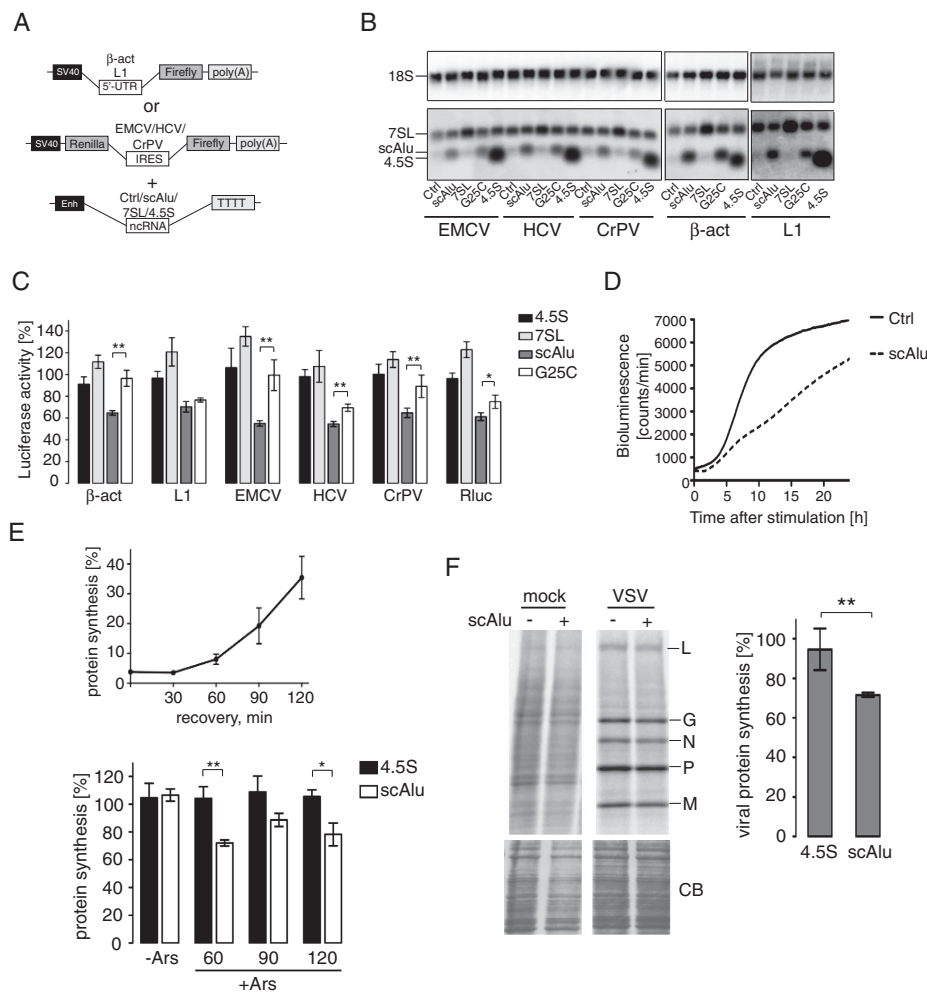 A
SV40
β-act
L1
5'-UTR
Firefly
poly(A)
or
SV40
Renilla
EMCV/HCV/
CrPV
IRES
Firefly
poly(A)
+
Enh
Ctrl/scAlu/
7SL/4.5S
ncRNA
TTTT
B
18S
7SL
scAlu
4.5S
Ctrl scAlu 7SL G25C 4.5S Ctrl scAlu 7SL G25C 4.5S Ctrl scAlu 7SL G25C 4.5S Ctrl scAlu 7SL G25C 4.5S Ctrl scAlu 7SL G25C 4.5S
EMCV HCV CrPV β-act L1
C
Luciferase activity [%]
140
120
100
80
60
40
20
0
** ** ** ** *
β-act L1 EMCV HCV CrPV Rluc
4.5S
7SL
scAlu
G25C
D
Bioluminescence
[counts/min]
7000
6000
5000
4000
3000
2000
1000
0
0 5 10 15 20
Time after stimulation [h]
Ctrl
scAlu
E
protein synthesis [%]
40
30
20
10
0
30 60 90 120
recovery, min
protein synthesis [%]
120
100
80
60
40
20
0
** *
4.5S
scAlu
-Ars 60 90 120
+Ars
F
mock VSV
scAlu - + - +
L
G
N
P
M
CB
viral protein synthesis [%]
100
80
60
40
20
0
**
4.5S scAlu